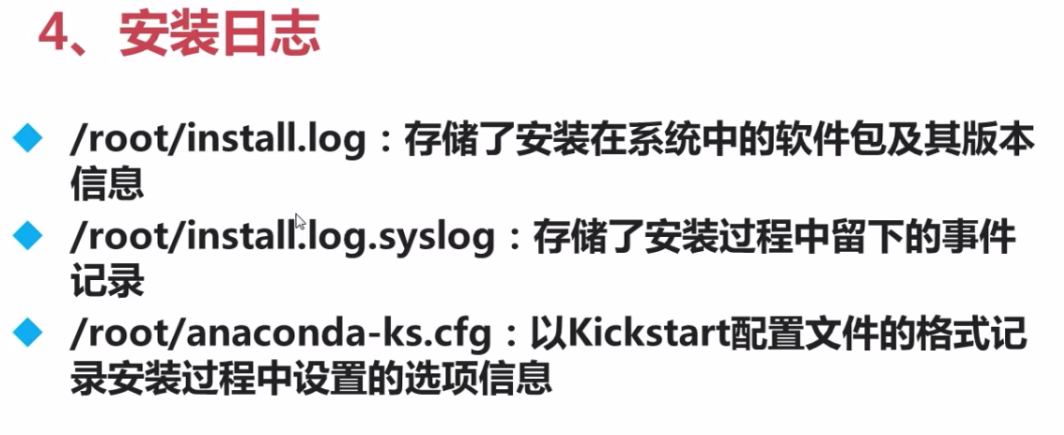 4、安装日志
/root/install.log：存储了安装在系统中的软件包及其版本
信息
/root/install.log.syslog：存储了安装过程中留下的事件
记录
/root/anaconda-ks.cfg：以Kickstart配置文件的格式记
录安装过程中设置的选项信息